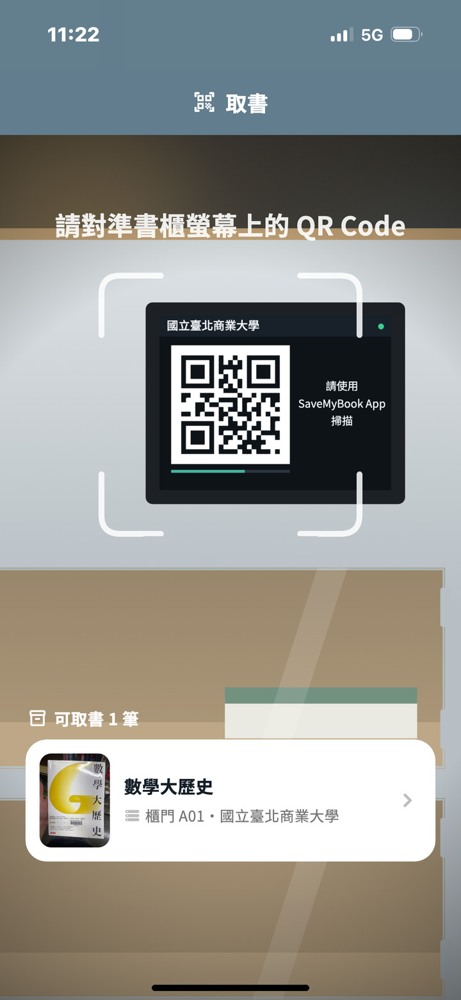 11:22
5G
取書
請對準書櫃螢幕上的 QR Code
國立臺北商業大學
請使用
SaveMyBook App
掃描
可取書 1 筆
數學大歷史
數學大歷史
櫃門 A01・國立臺北商業大學